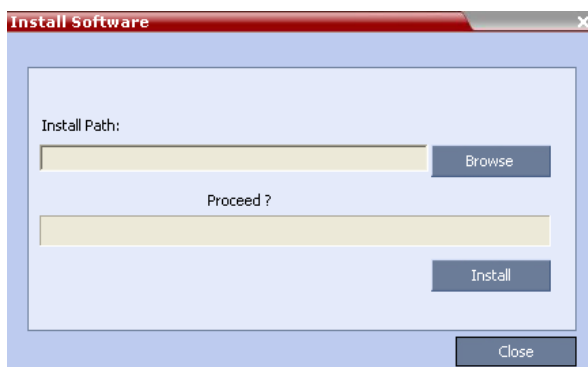 Install Software
Install Path:
Browse
Proceed ?
Install
Close